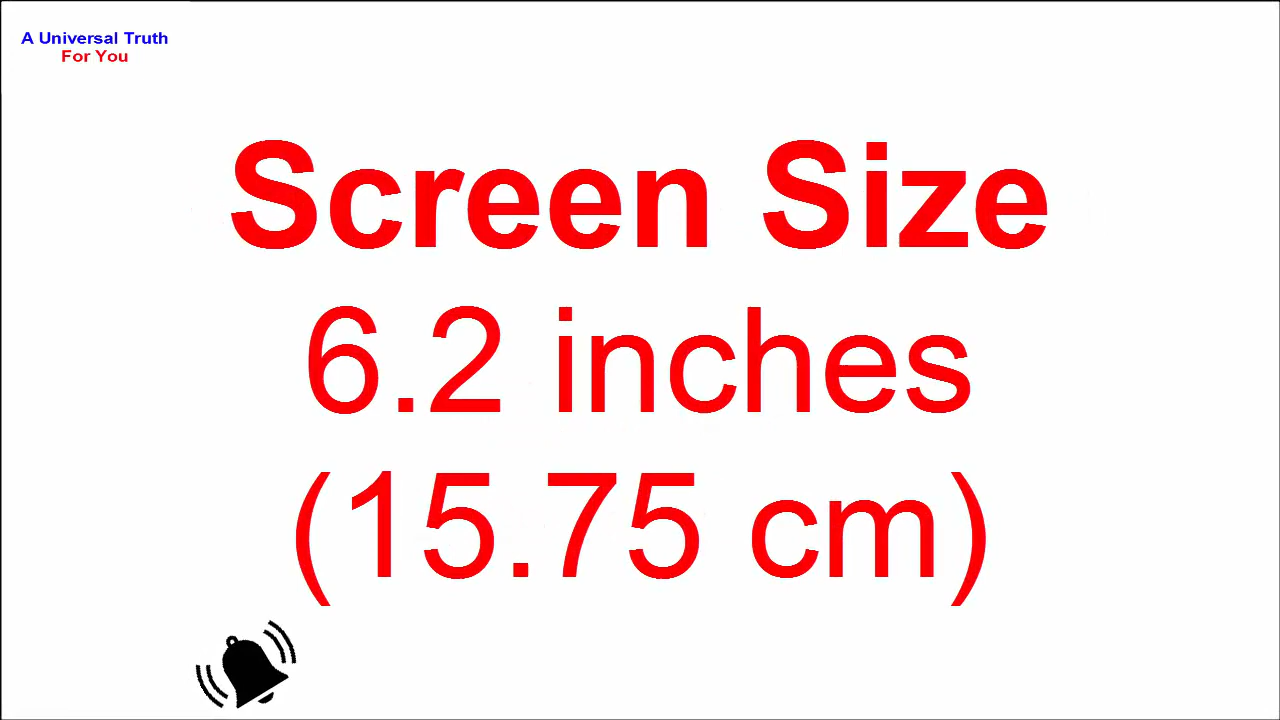 A Universal Truth
For You
Screen Size
6.2 inches
(15.75 cm)